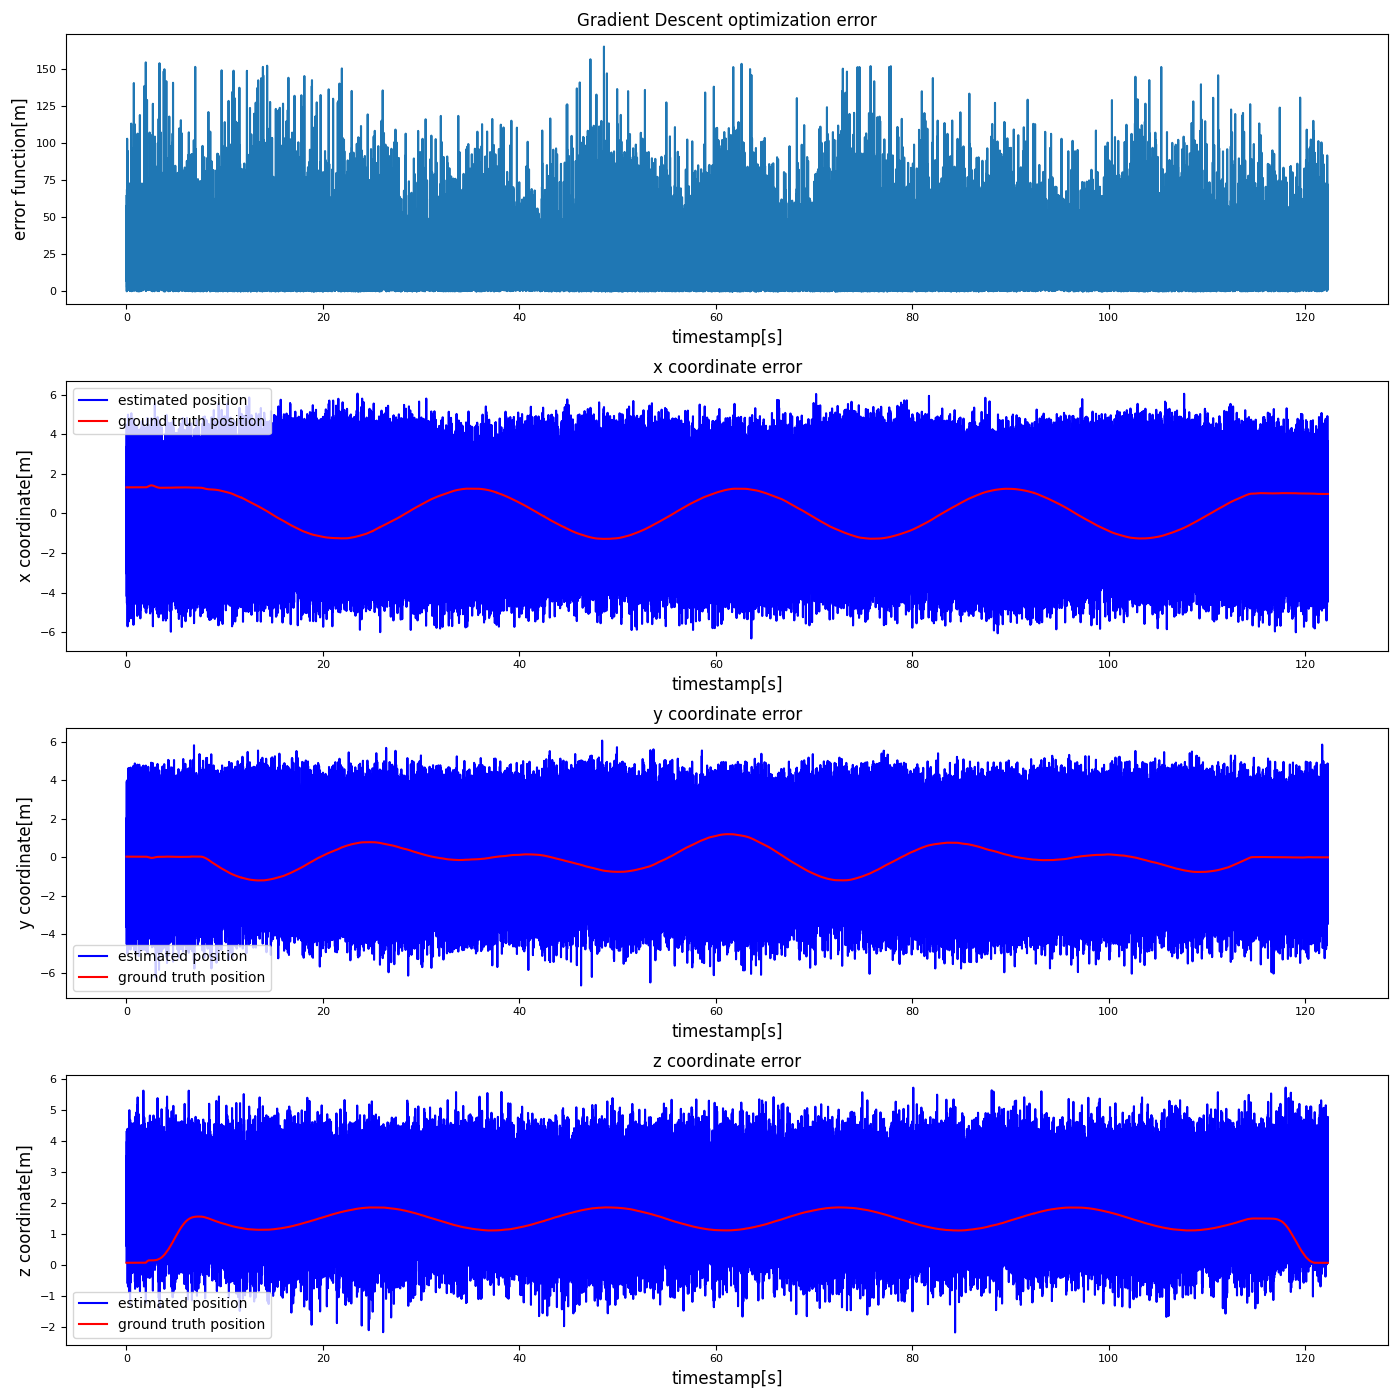 Gradient Descent optimization error
error function[m]
150
125
100
75
50
25
0
0 20 40 60 80 100 120
timestamp[s]
x coordinate error
estimated position
ground truth position
x coordinate[m]
6
4
2
0
−2
−4
−6
0 20 40 60 80 100 120
timestamp[s]
y coordinate error
y coordinate[m]
6
4
2
0
−2
−4
−6
estimated position
ground truth position
0 20 40 60 80 100 120
timestamp[s]
z coordinate error
z coordinate[m]
6
5
4
3
2
1
0
−1
−2
estimated position
ground truth position
0 20 40 60 80 100 120
timestamp[s]